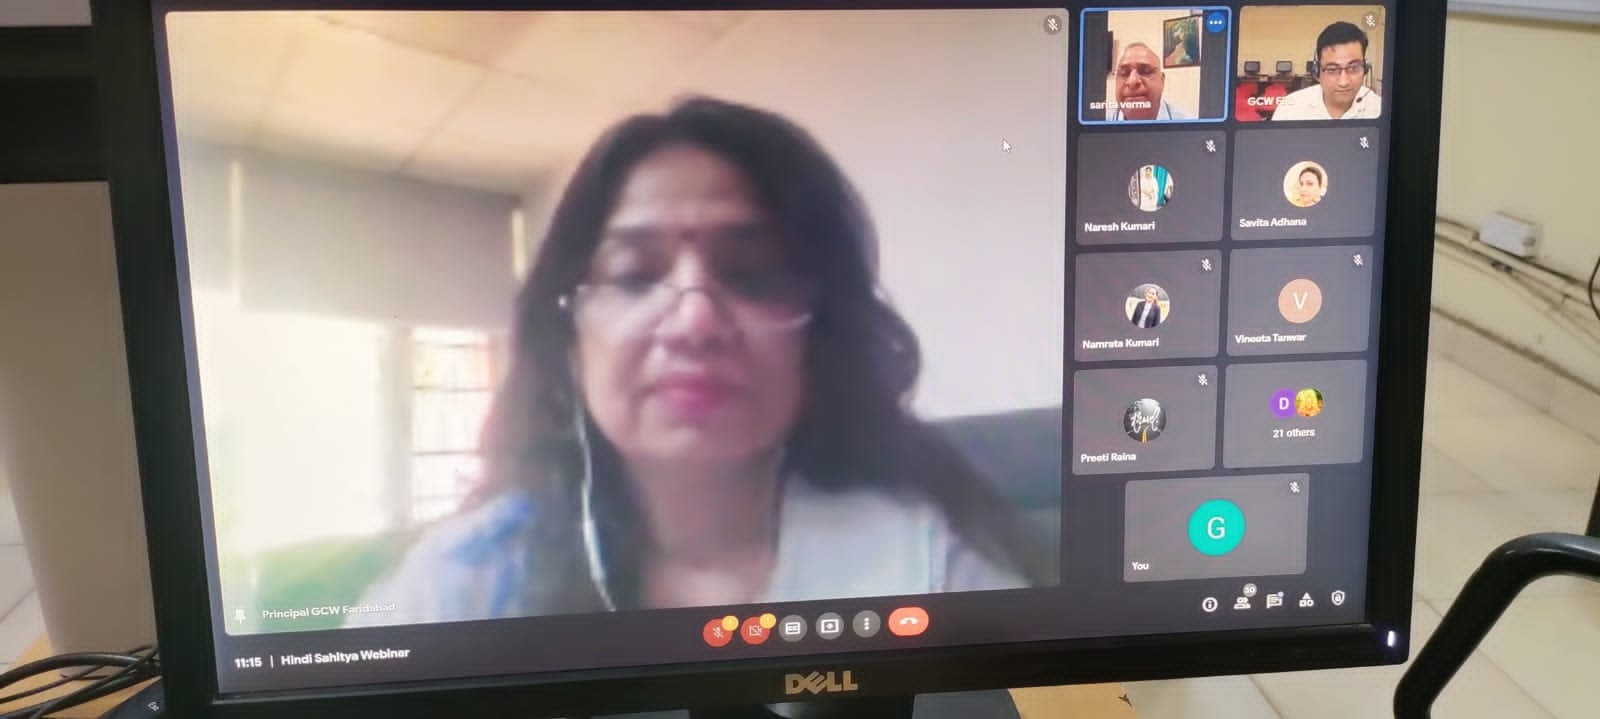 sarita verma
GCW
Naresh Kumari
Savita Adhana
Namrata Kumari
V
Vineeta Tanwar
Preeti Raina
D
21 others
G
You
Principal GCW Faridabad
30
11:15 | Hindi Sahitya Webinar
DELL